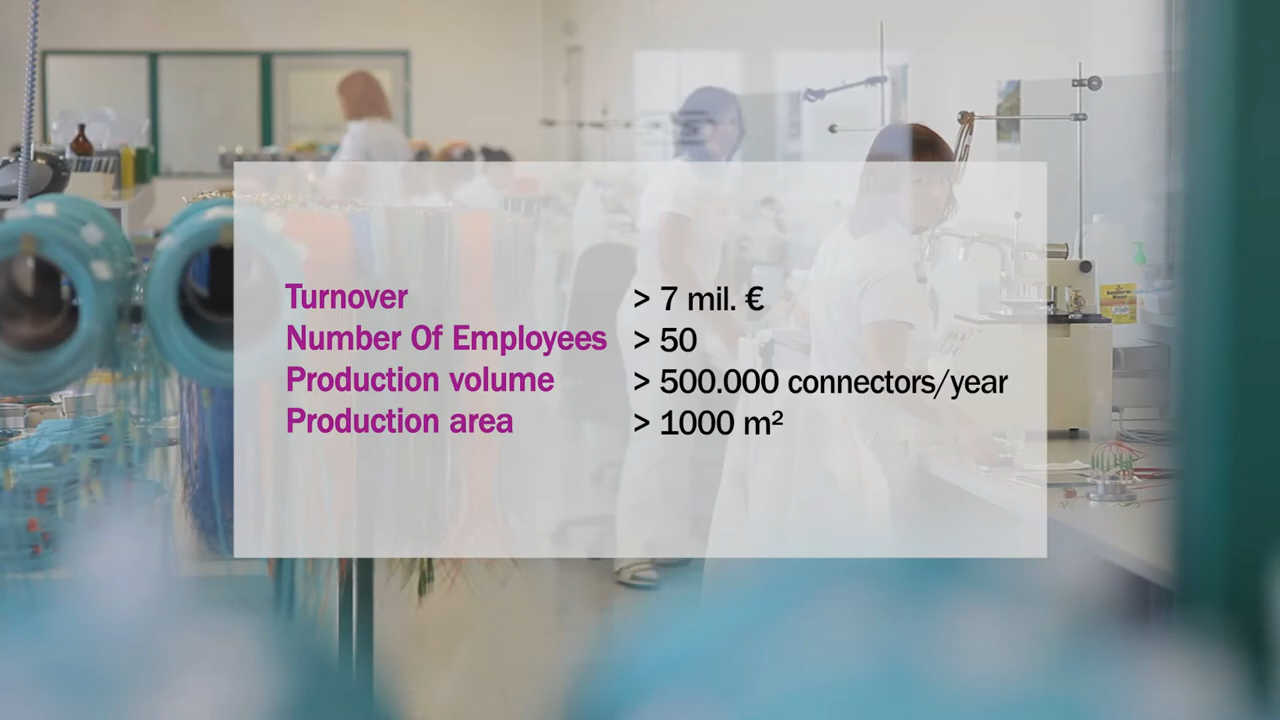 Turnover > 7 mil. €
Number Of Employees > 50
Production volume > 500.000 connectors/year
Production area > 1000 m²